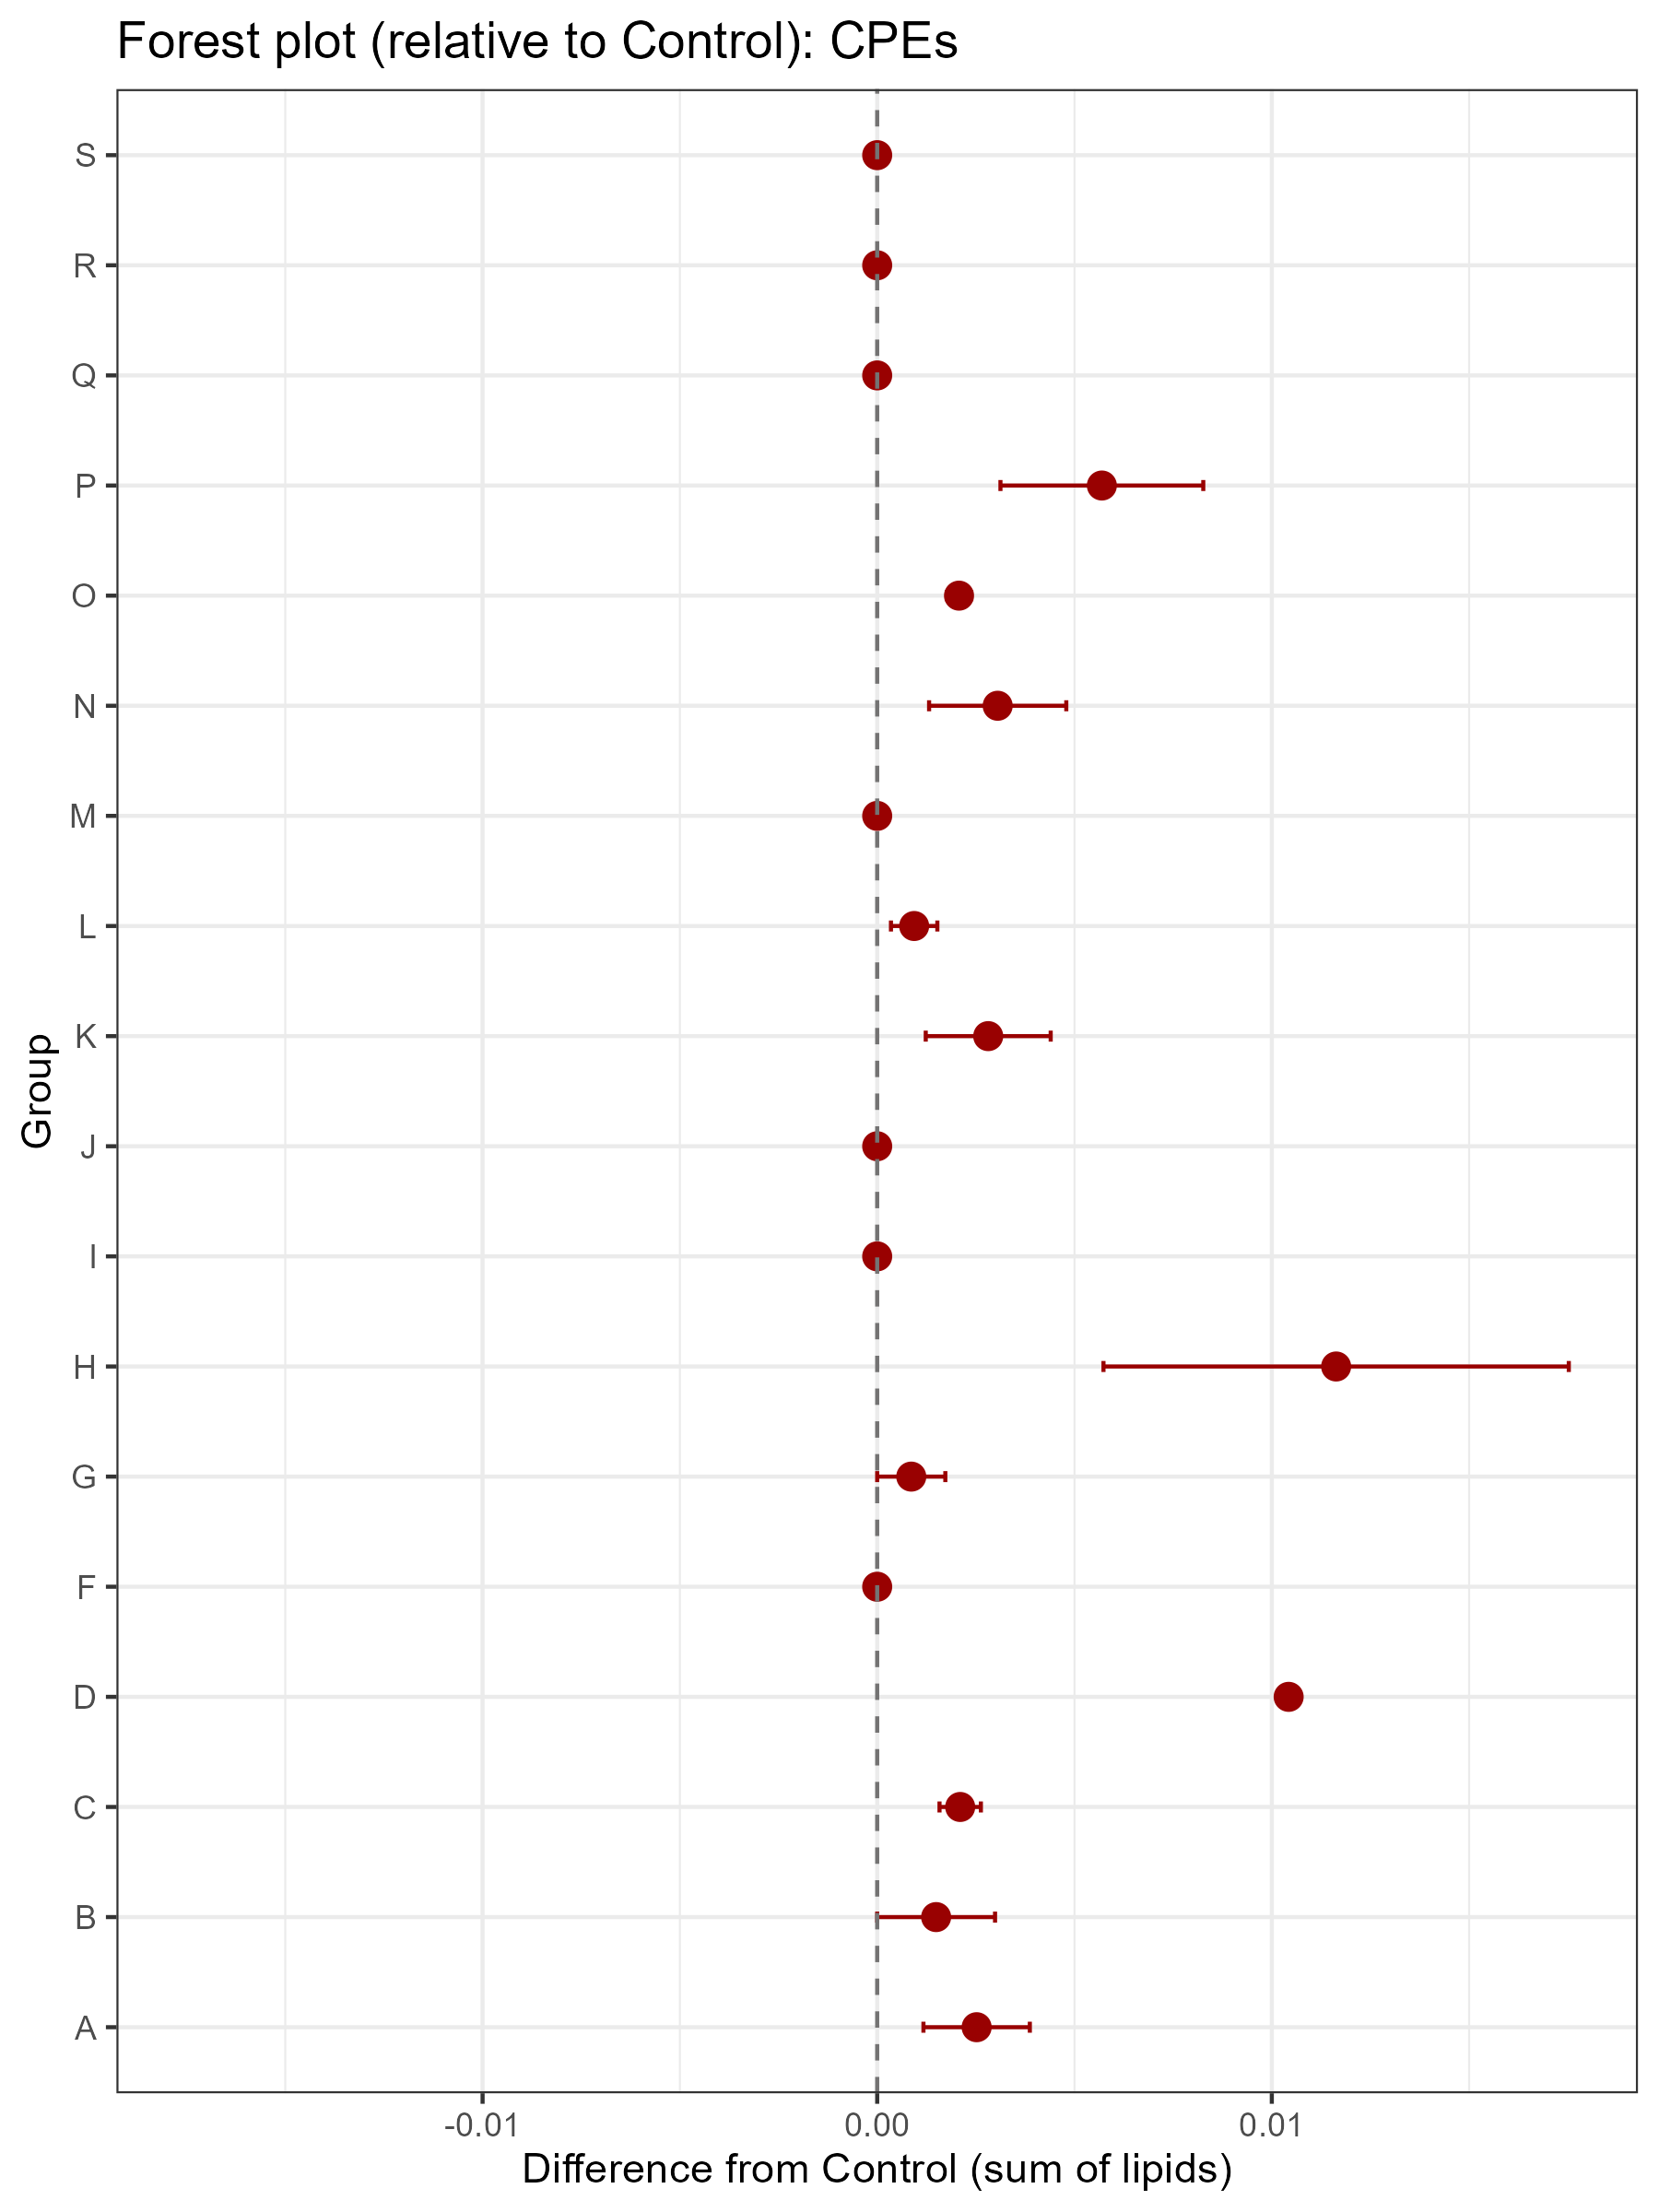 Forest plot (relative to Control): CPEs
S
R
Q
P
O
N
M
L
K
J
I
H
G
F
D
C
B
A
Group
-0.01 0.00 0.01
Difference from Control (sum of lipids)